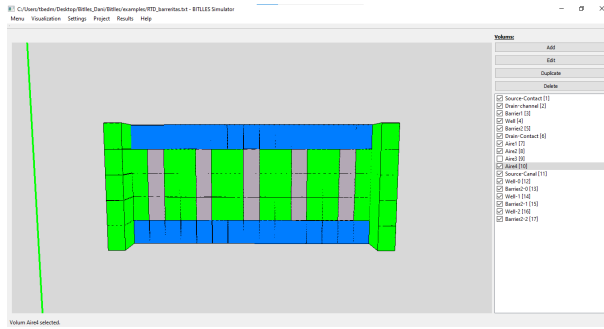 C:/Users/tbedm/Desktop/Bitlles_Dani/Bitlles/examples/RTD_barreritas.txt - BITLLES Simulator
Menu Visualization Settings Project Results Help
Volums:
Add
Edit
Duplicate
Delete
Source-Contact [1]
Drain-channel [2]
Barrier1 [3]
Well [4]
Barrier2 [5]
Drain-Contact [6]
Aire1 [7]
Aire2 [8]
Aire3 [9]
Aire4 [10]
Source-Canal [11]
Well-0 [12]
Barrier2-0 [13]
Well-1 [14]
Barrier2-1 [15]
Well-2 [16]
Barrier2-2 [17]
Volum Aire4 selected.